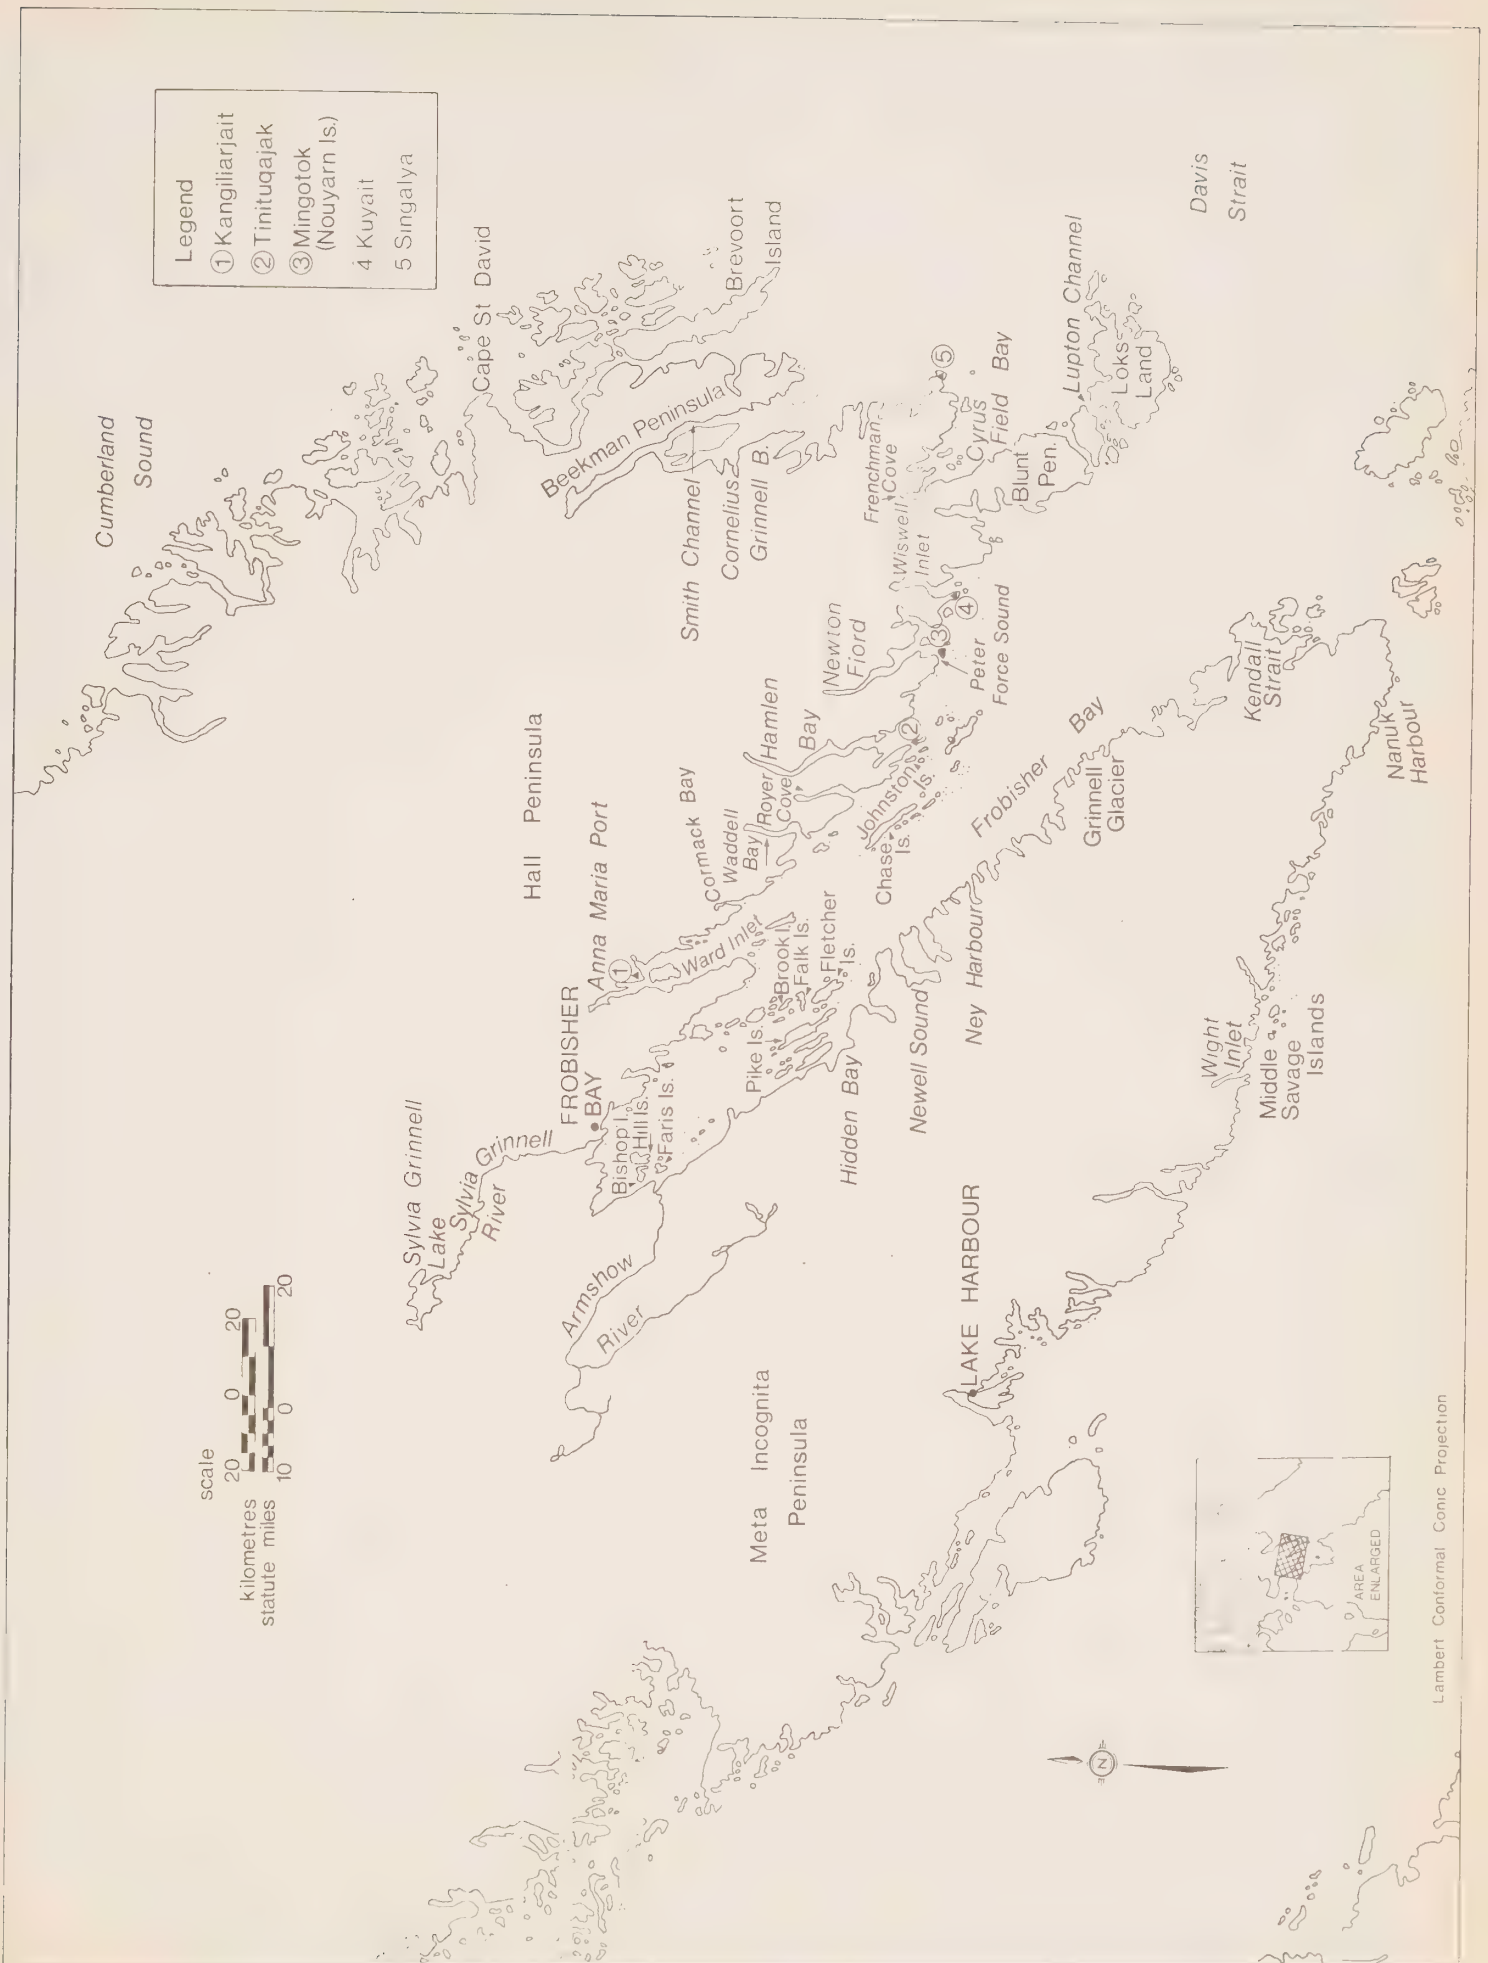 Legend
① Kangiliarjait
② Tinituqajak
③ Mingotok
(Nouyarn Is.)
4 Kuyait
5 Singalya
Cumberland
Sound
Cape St David
Brevoort
Island
Beekman Peninsula
Davis
Strait
Smith Channel
Cornelius
Grinnell B.
Frenchman
Cove
Wiswell
Inlet
⑤
Cyrus
Field Bay
Lupton Channel
Loks
Land
Blunt
Pen.
Hall Peninsula
Newton
Fiord
③
④
Peter
Force Sound
Hamlen
Bay
②
Royer
Cove
Waddell
Bay
Cormack Bay
Johnston
Is.
Chase
Is.
Frobisher Bay
Grinnell
Glacier
Kendall
Strait
Nanuk
Harbour
Anna Maria Port
①
Ward Inlet
Brook I.
Falk Is.
Fletcher
Is.
Pike Is.
Ney Harbour
Newell Sound
Hidden Bay
Wight
Inlet
Middle
Savage
Islands
FROBISHER
BAY
Sylvia Grinnell
Lake
Sylvia Grinnell
River
Bishop I.
Hill Is.
Faris Is.
Armshow
River
LAKE HARBOUR
Meta Incognita
Peninsula
scale
20 0 20
kilometres
statute miles
10 0 20
AREA
ENLARGED
N
Lambert Conformal Conic Projection